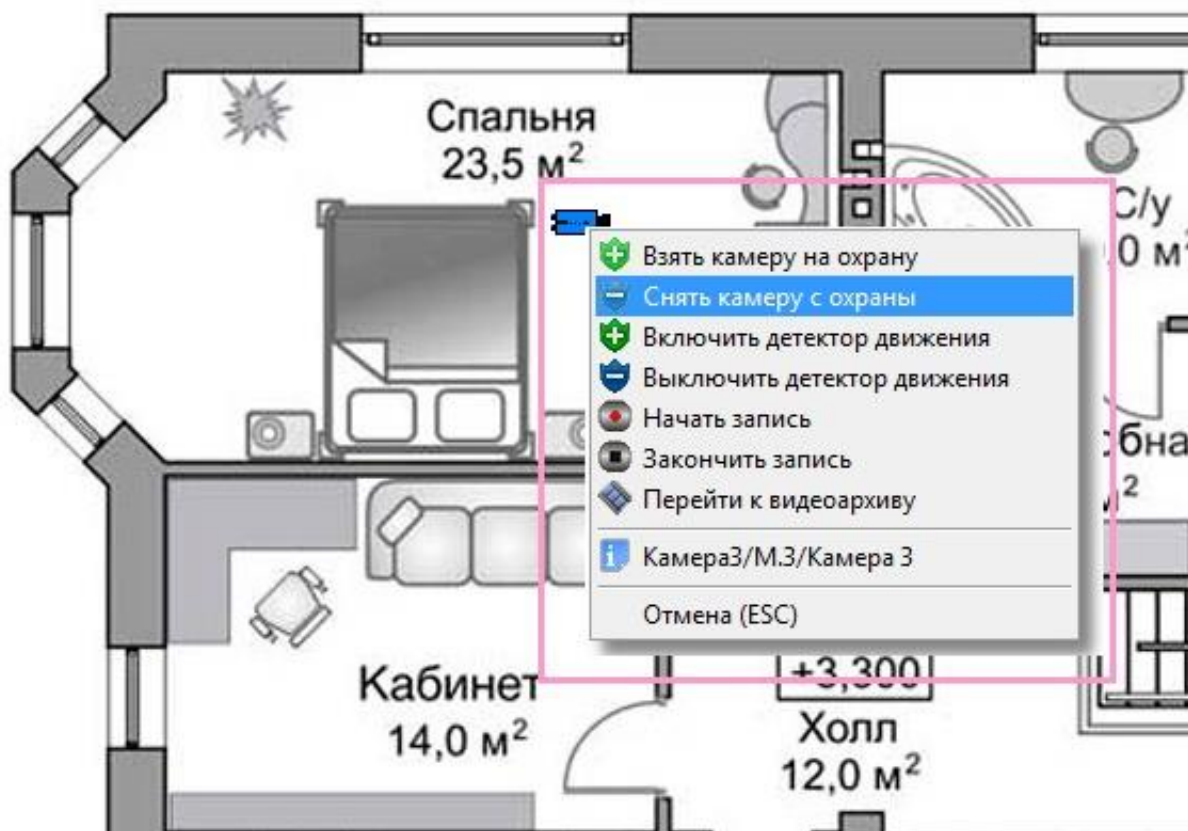 Спальня
23,5 м²
С/у
,0 м²
Взять камеру на охрану
Снять камеру с охраны
Включить детектор движения
Выключить детектор движения
Начать запись
Закончить запись
Перейти к видеоархиву
Камера3/М.3/Камера 3
Отмена (ESC)
+3,300
Кабинет
14,0 м²
Холл
12,0 м²